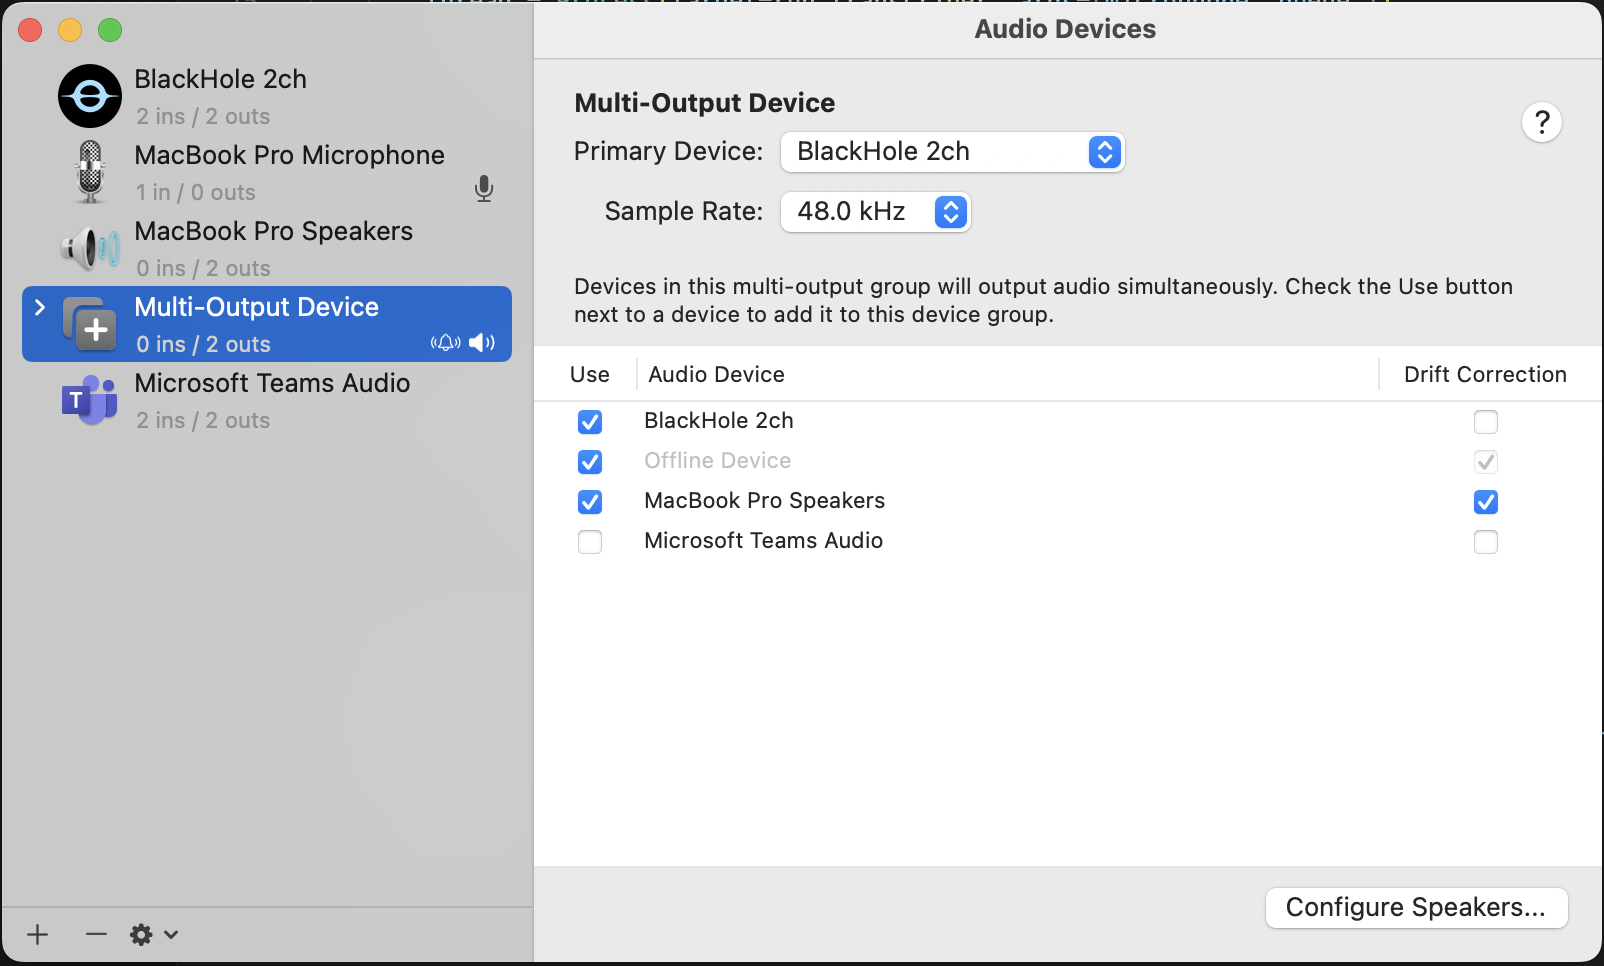 Audio Devices
BlackHole 2ch
2 ins / 2 outs
MacBook Pro Microphone
1 in / 0 outs
MacBook Pro Speakers
0 ins / 2 outs
Multi-Output Device
0 ins / 2 outs
T
Microsoft Teams Audio
2 ins / 2 outs
Multi-Output Device
?
Primary Device: BlackHole 2ch
Sample Rate: 48.0 kHz
Devices in this multi-output group will output audio simultaneously. Check the Use button
next to a device to add it to this device group.
Use Audio Device Drift Correction
BlackHole 2ch
Offline Device
MacBook Pro Speakers
Microsoft Teams Audio
Configure Speakers...